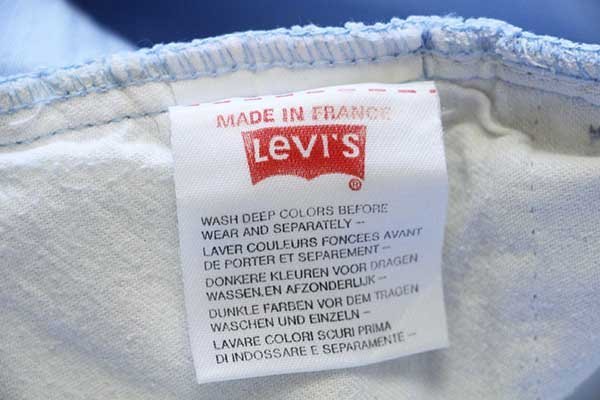 MADE IN FRANCE
LEVI'S
®
WASH DEEP COLORS BEFORE
WEAR AND SEPARATELY –
LAVER COULEURS FONCEES AVANT
DE PORTER ET SEPAREMENT –
DONKERE KLEUREN VOOR DRAGEN
WASSEN.EN AFZONDERLIJK –
DUNKLE FARBEN VOR DEM TRAGEN
WASCHEN UND EINZELN –
LAVARE COLORI SCURI PRIMA
DI INDOSSARE E SEPARAMENTE –